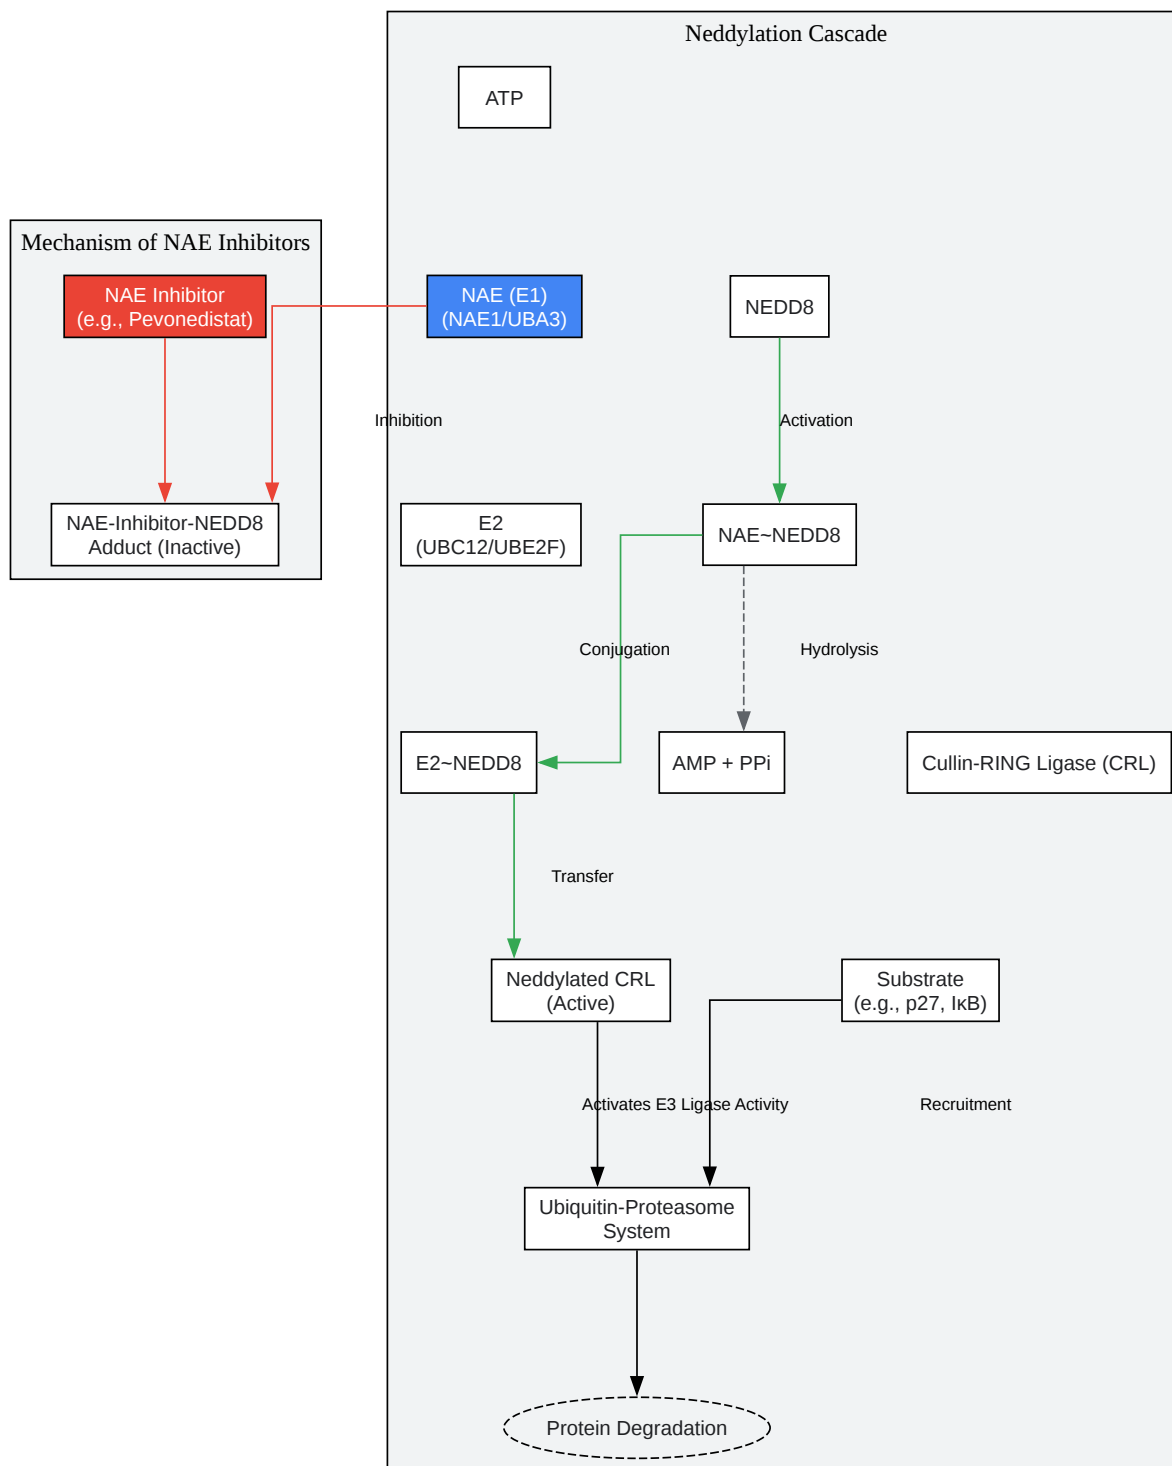 Neddylation Cascade
ATP
Mechanism of NAE Inhibitors
NAE Inhibitor
(e.g., Pevonedistat)
NAE (E1)
(NAE1/UBA3)
NEDD8
Inhibition
Activation
NAE-Inhibitor-NEDD8
Adduct (Inactive)
E2
(UBC12/UBE2F)
NAE~NEDD8
Conjugation
Hydrolysis
E2~NEDD8
AMP + PPi
Cullin-RING Ligase (CRL)
Transfer
Neddylated CRL
(Active)
Substrate
(e.g., p27, IκB)
Activates E3 Ligase Activity
Recruitment
Ubiquitin-Proteasome
System
Protein Degradation